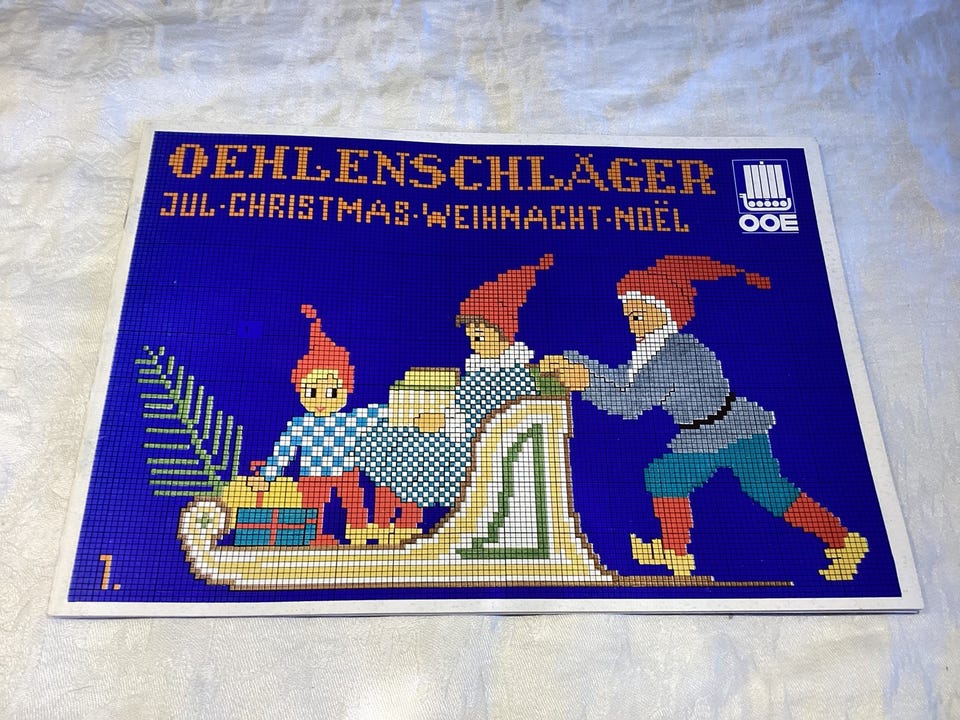 OEHLENSCHLÄGER
JUL·CHRISTMAS·WEIHNACHT·NOËL
OOE
1.